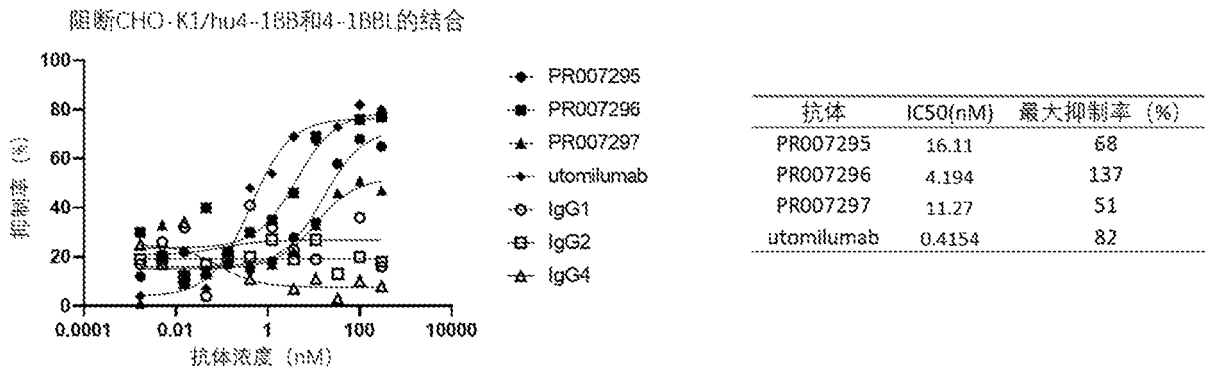 阻断CHO-K1/hu4-1BB和4-1BBL的结合
100
80
60
40
20
0
抑制率 (%)
0.0001 0.01 1 100 10000
抗体浓度 (nM)
PR007295
PR007296
PR007297
utomilumab
IgG1
IgG2
IgG4
抗体 IC50(nM) 最大抑制率 (%)
PR007295 16.11 68
PR007296 4.194 137
PR007297 11.27 51
utomilumab 0.4154 82